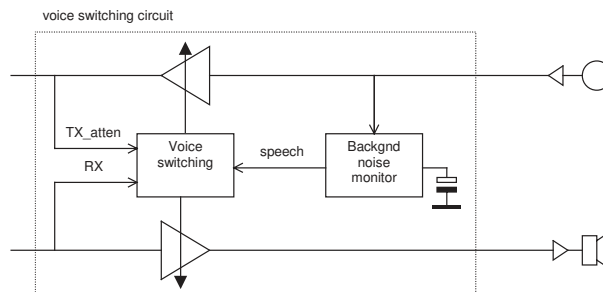 voice switching circuit
TX_atten
RX
Voice
switching
speech
Backgnd
noise
monitor